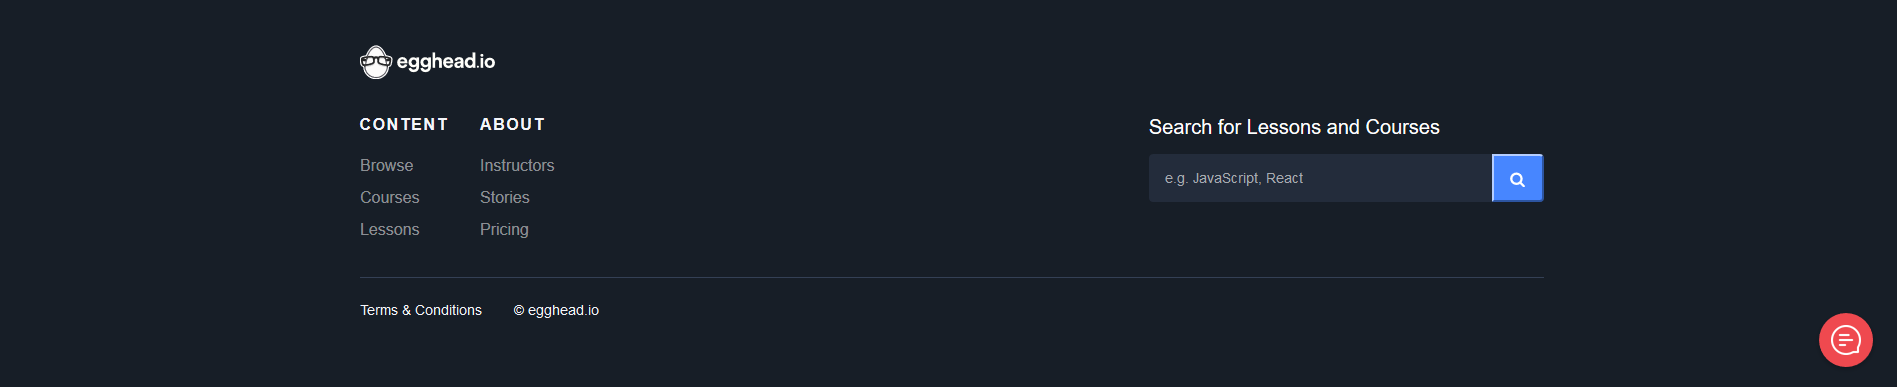 egghead.io
CONTENT
Browse
Courses
Lessons
ABOUT
Instructors
Stories
Pricing
Search for Lessons and Courses
e.g. JavaScript, React
Terms & Conditions
© egghead.io